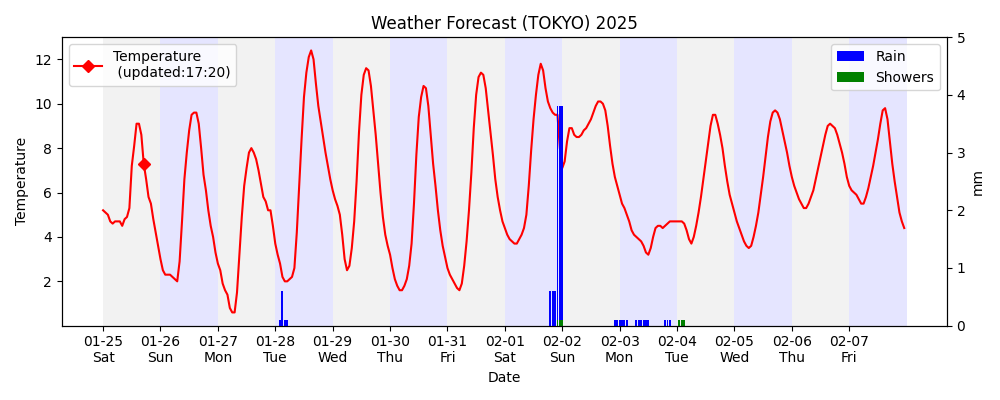 Weather Forecast (TOKYO) 2025
Temperature
(updated:17:20)
Rain
Showers
Temperature
12
10
8
6
4
2
5
4
3
2
1
0
mm
01-25 01-26 01-27 01-28 01-29 01-30 01-31 02-01 02-02 02-03 02-04 02-05 02-06 02-07
Sat Sun Mon Tue Wed Thu Fri Sat Sun Mon Tue Wed Thu Fri
Date